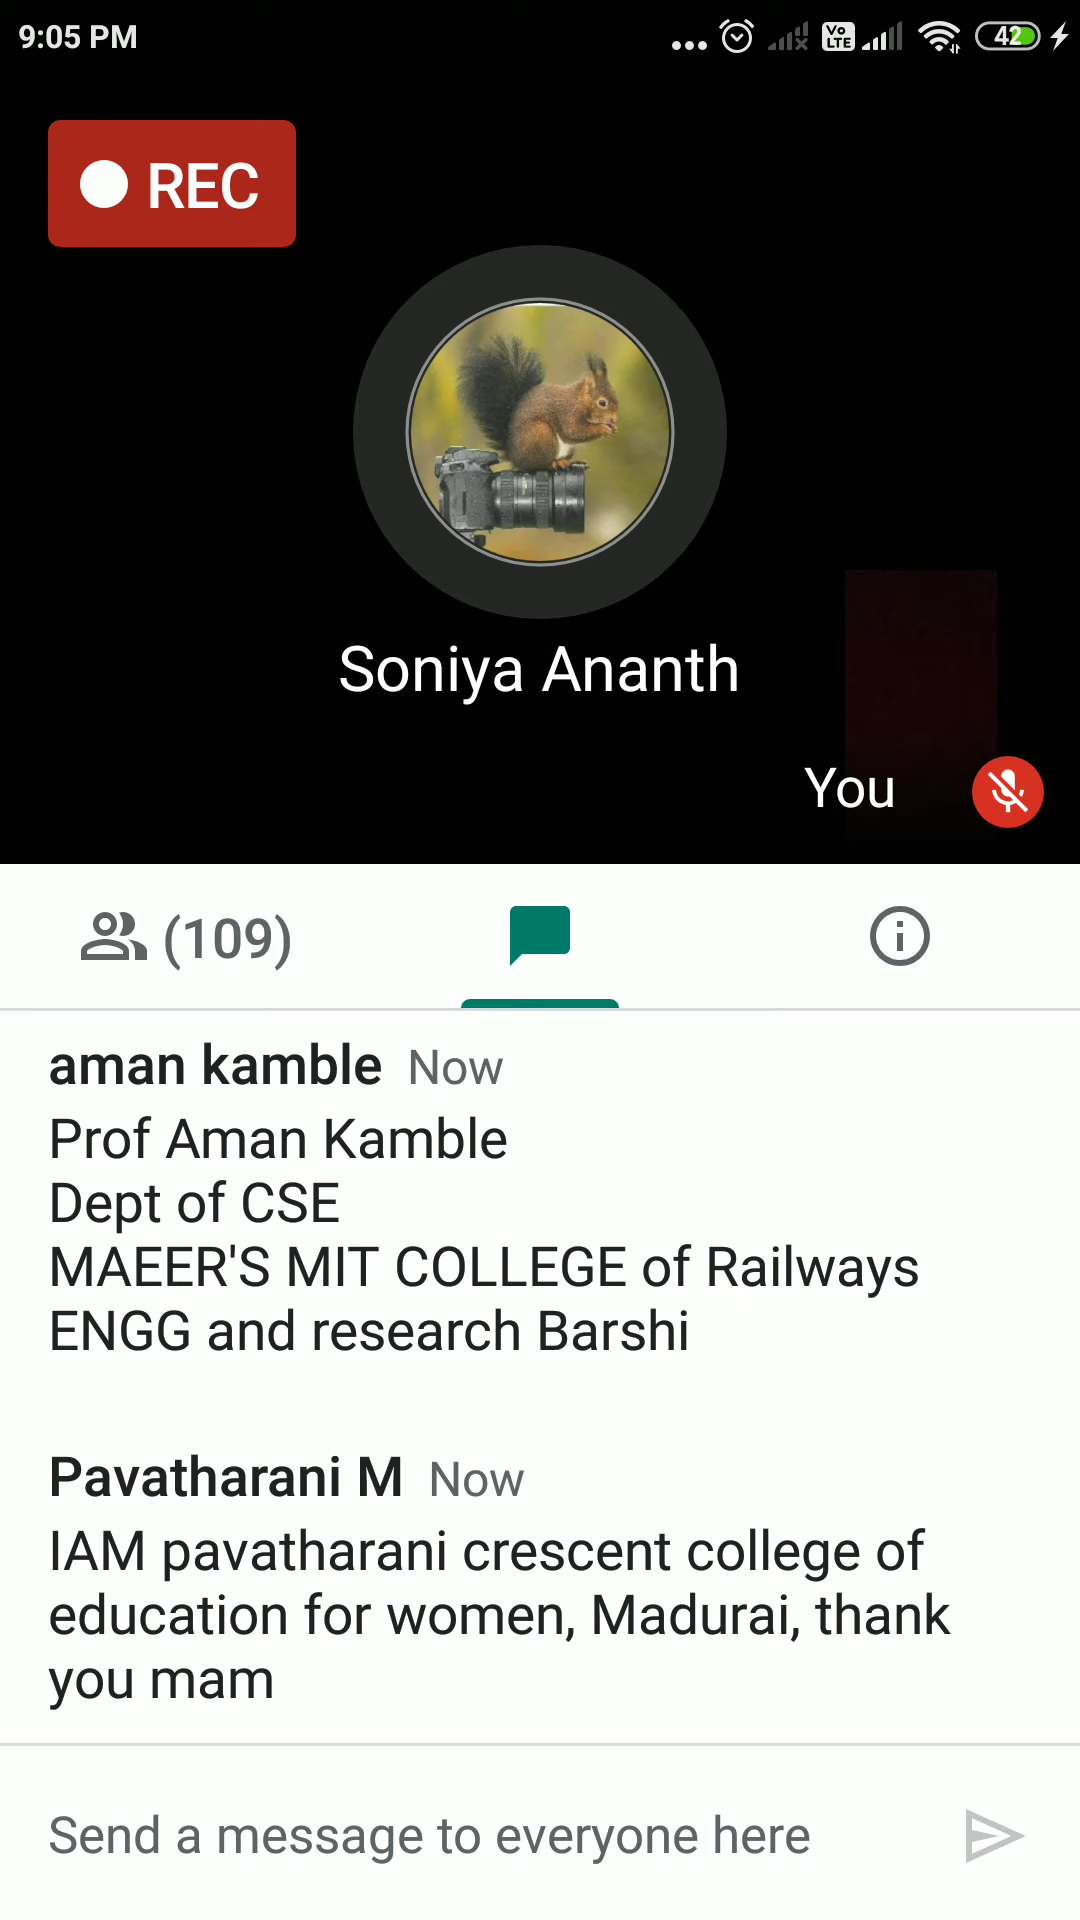 9:05 PM
Vo LTE
42
REC
Soniya Ananth
You
(109)
aman kamble Now
Prof Aman Kamble
Dept of CSE
MAEER'S MIT COLLEGE of Railways
ENGG and research Barshi
Pavatharani M Now
IAM pavatharani crescent college of
education for women, Madurai, thank
you mam
Send a message to everyone here